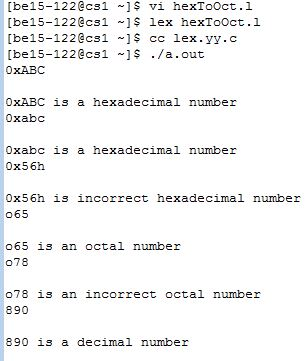 [be15-122@cs1 ~]$ vi hexToOct.l
[be15-122@cs1 ~]$ lex hexToOct.l
[be15-122@cs1 ~]$ cc lex.yy.c
[be15-122@cs1 ~]$ ./a.out
0xABC
0xABC is a hexadecimal number
0xabc
0xabc is a hexadecimal number
0x56h
0x56h is incorrect hexadecimal number
o65
o65 is an octal number
o78
o78 is an incorrect octal number
890
890 is a decimal number